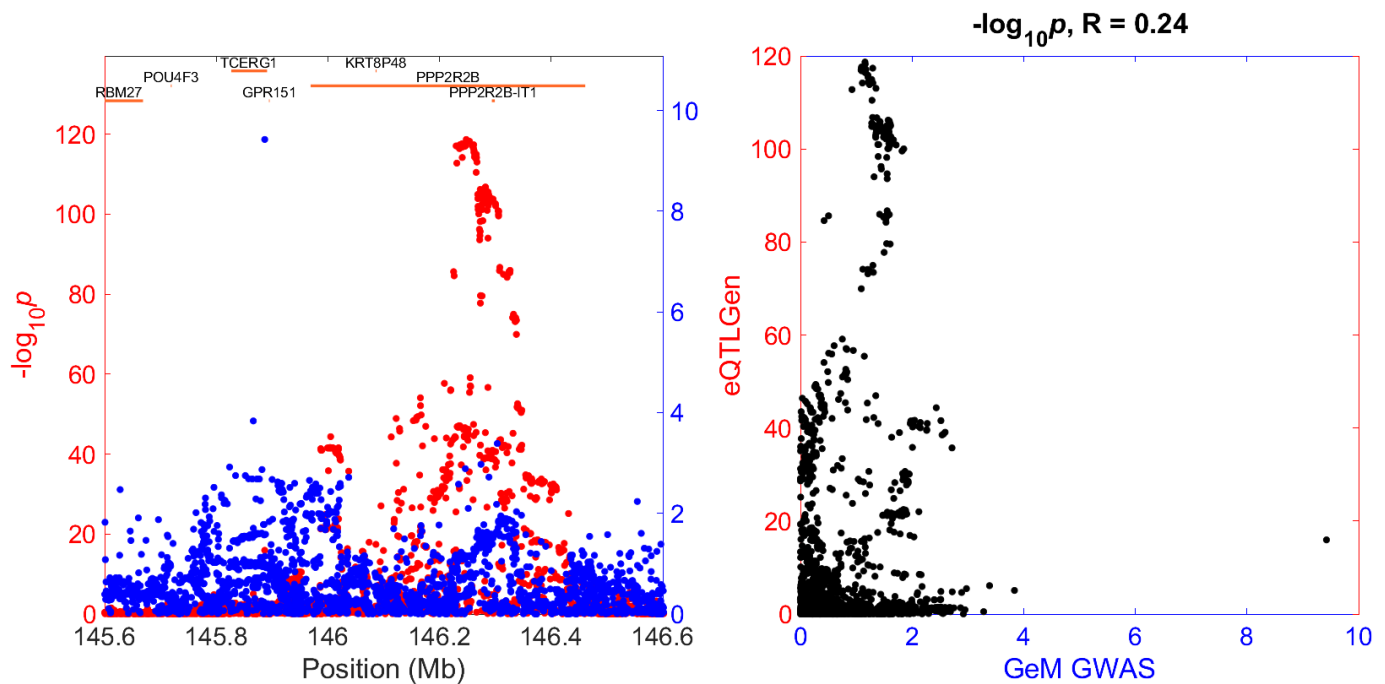 -log10p, R = 0.24
TCERG1 KRT8P48
POU4F3 PPP2R2B
RBM27 GPR151 PPP2R2B-IT1
120
100
80
60
40
20
0
-log10p
10
8
6
4
2
0
145.6 145.8 146 146.2 146.4 146.6
Position (Mb)
120
100
80
60
40
20
0
eQTLGen
0 2 4 6 8 10
GeM GWAS